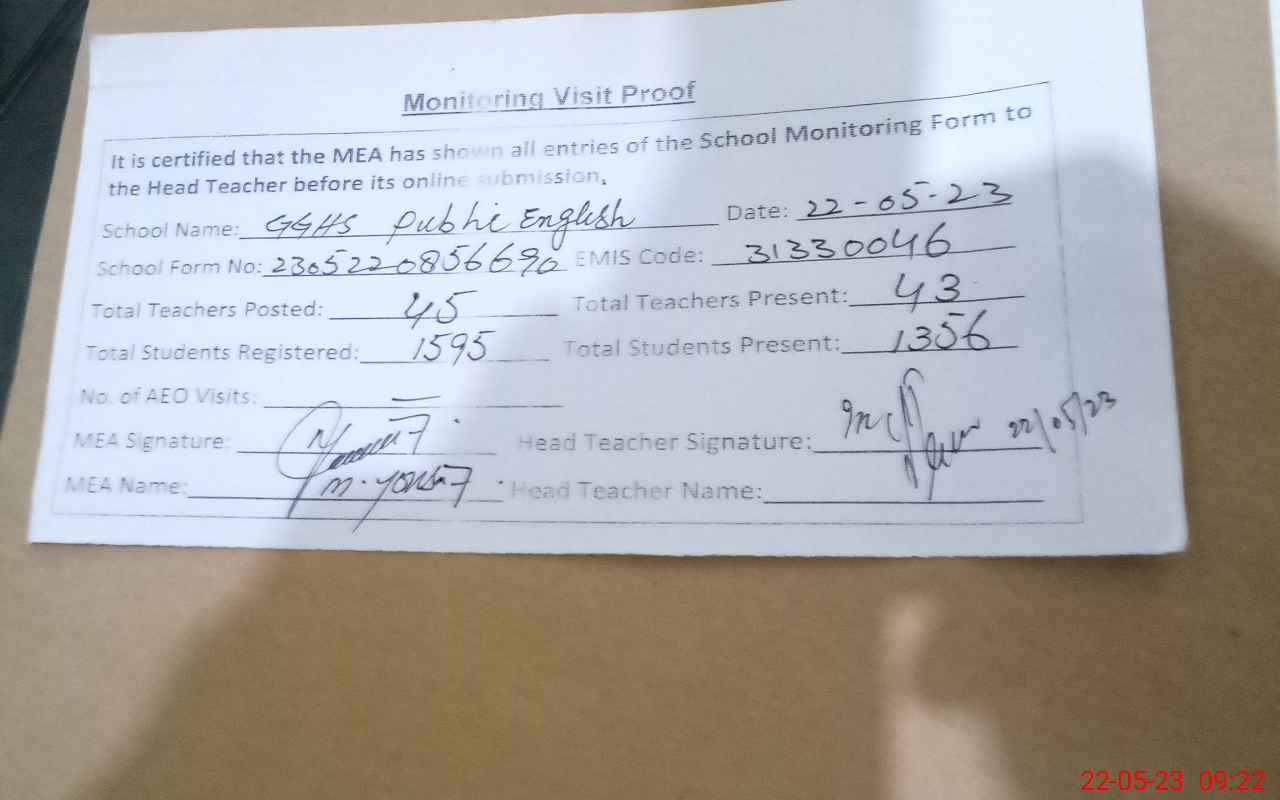 Monitoring Visit Proof
It is certified that the MEA has shown all entries of the School Monitoring Form to
the Head Teacher before its online submission.
School Name: GGHS Public English Date: 22-05-23
School Form No: 2305220856690 EMIS Code: 31330046
Total Teachers Posted: 45 Total Teachers Present: 43
Total Students Registered: 1595 Total Students Present: 1356
No. of AEO Visits: =
MEA Signature: Head Teacher Signature: 22/05/23
MEA Name: M. Head Teacher Name:
22-05-23 09:22